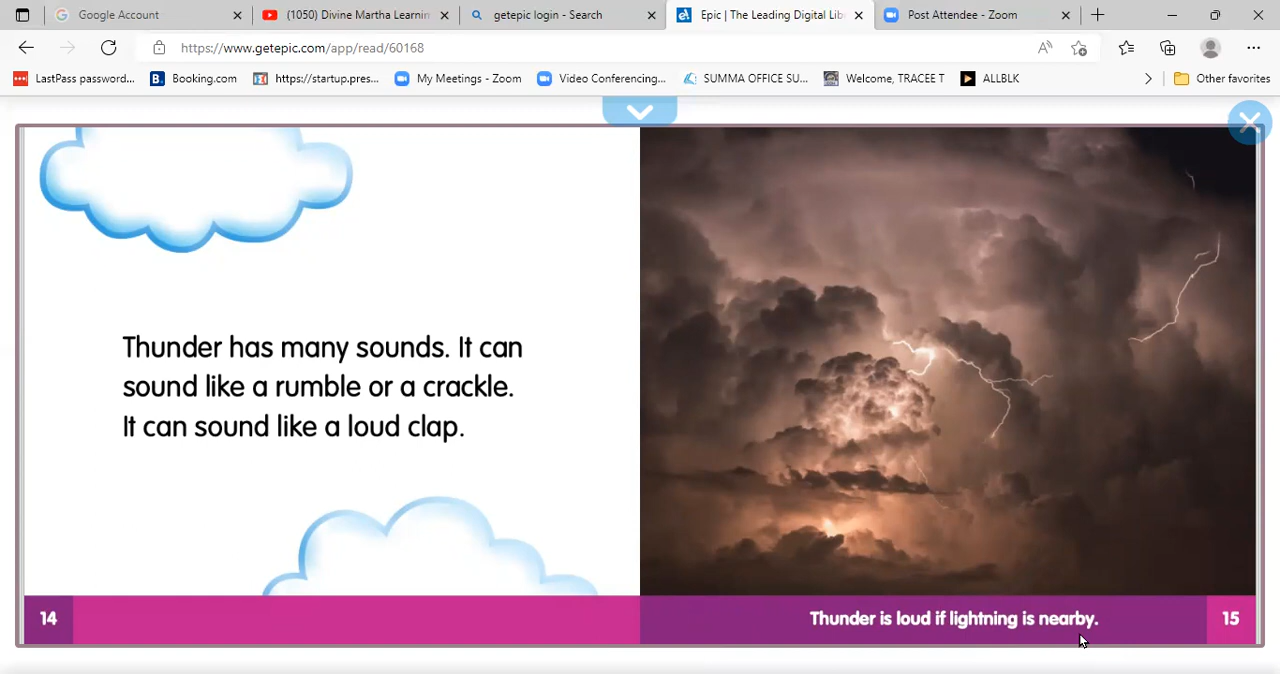 Google Account
(1050) Divine Martha Learnin
getepic login - Search
Epic | The Leading Digital Lib
Post Attendee - Zoom
https://www.getepic.com/app/read/60168
LastPass password...
Booking.com
https://startup.pres...
My Meetings - Zoom
Video Conferencing...
SUMMA OFFICE SU...
Welcome, TRACEE T
ALLBLK
Other favorites
Thunder has many sounds. It can
sound like a rumble or a crackle.
It can sound like a loud clap.
14
Thunder is loud if lightning is nearby.
15